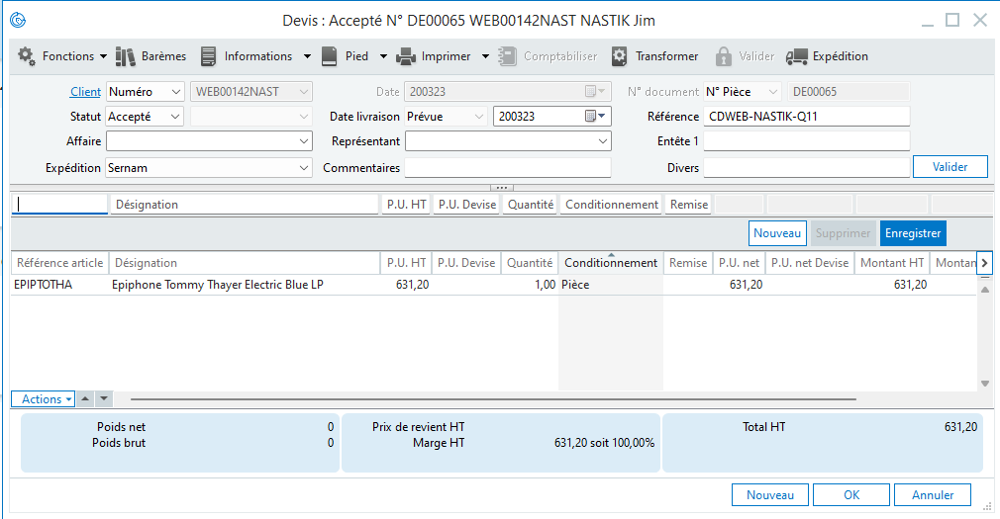 Devis : Accepté N° DE00065 WEB00142NAST NASTIK Jim
Fonctions Barèmes Informations Pied Imprimer Comptabiliser Transformer Valider Expédition
Client Numéro WEB00142NAST Date 200323 N° document N° Pièce DE00065
Statut Accepté Date livraison Prévue 200323 Référence CDWEB-NASTIK-Q11
Affaire Représentant Entête 1
Expédition Sernam Commentaires Divers Valider
Désignation P.U. HT P.U. Devise Quantité Conditionnement Remise
Nouveau Supprimer Enregistrer
Référence article Désignation P.U. HT P.U. Devise Quantité Conditionnement Remise P.U. net P.U. net Devise Montant HT Montan
EPIPTOTHA Epiphone Tommy Thayer Electric Blue LP 631,20 1,00 Pièce 631,20 631,20
Actions
Poids net 0 Prix de revient HT Total HT 631,20
Poids brut 0 Marge HT 631,20 soit 100,00%
Nouveau OK Annuler